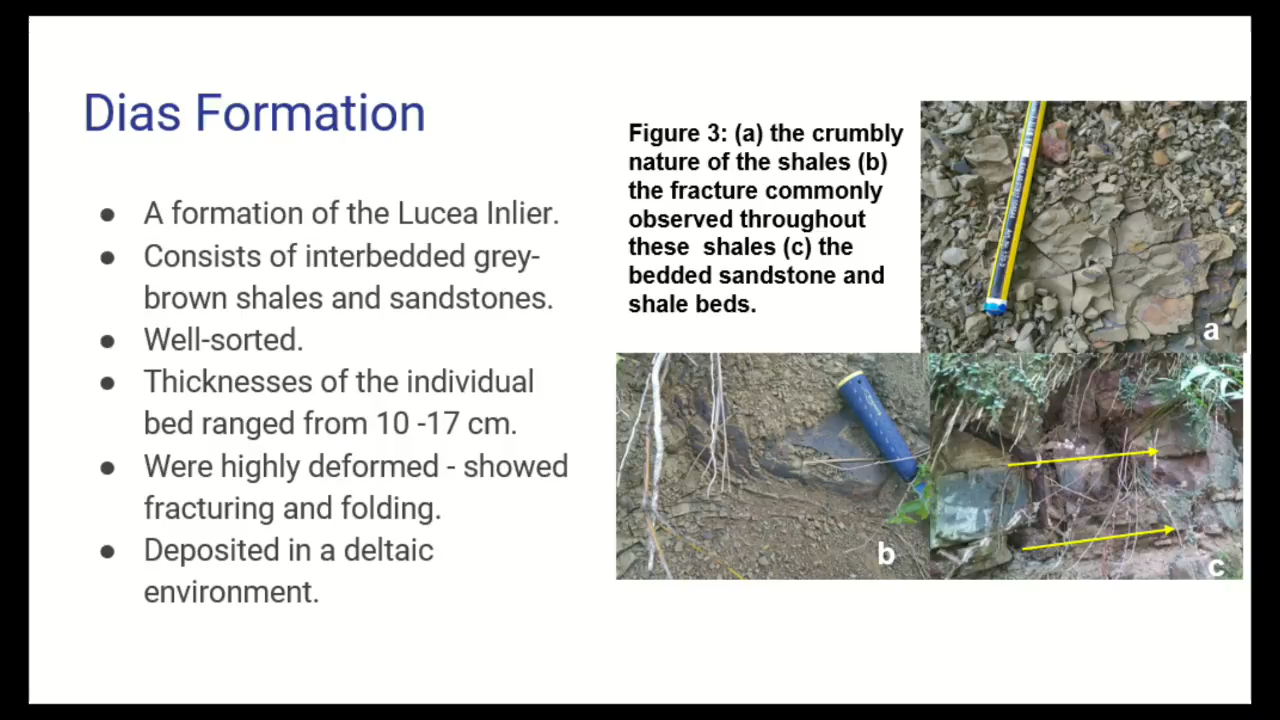 Dias Formation
● A formation of the Lucea Inlier.
● Consists of interbedded grey-
brown shales and sandstones.
● Well-sorted.
● Thicknesses of the individual
bed ranged from 10 -17 cm.
● Were highly deformed - showed
fracturing and folding.
● Deposited in a deltaic
environment.
Figure 3: (a) the crumbly
nature of the shales (b)
the fracture commonly
observed throughout
these  shales (c) the
bedded sandstone and
shale beds.
a
b
c